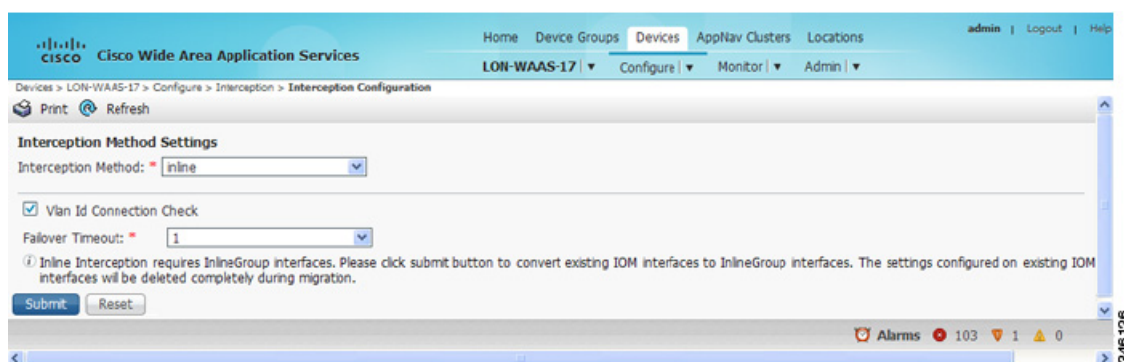 Home Device Groups Devices AppNav Clusters Locations
admin | Logout | Help
CISCO Cisco Wide Area Application Services
LON-WAAS-17 | Configure | Monitor | Admin |
Devices > LON-WAAS-17 > Configure > Interception > Interception Configuration
Print Refresh
Interception Method Settings
Interception Method: * inline
Vlan Id Connection Check
Failover Timeout: * 1
Inline Interception requires InlineGroup interfaces. Please click submit button to convert existing IOM interfaces to InlineGroup interfaces. The settings configured on existing IOM
interfaces will be deleted completely during migration.
Submit Reset
Alarms 103 1 0
346126